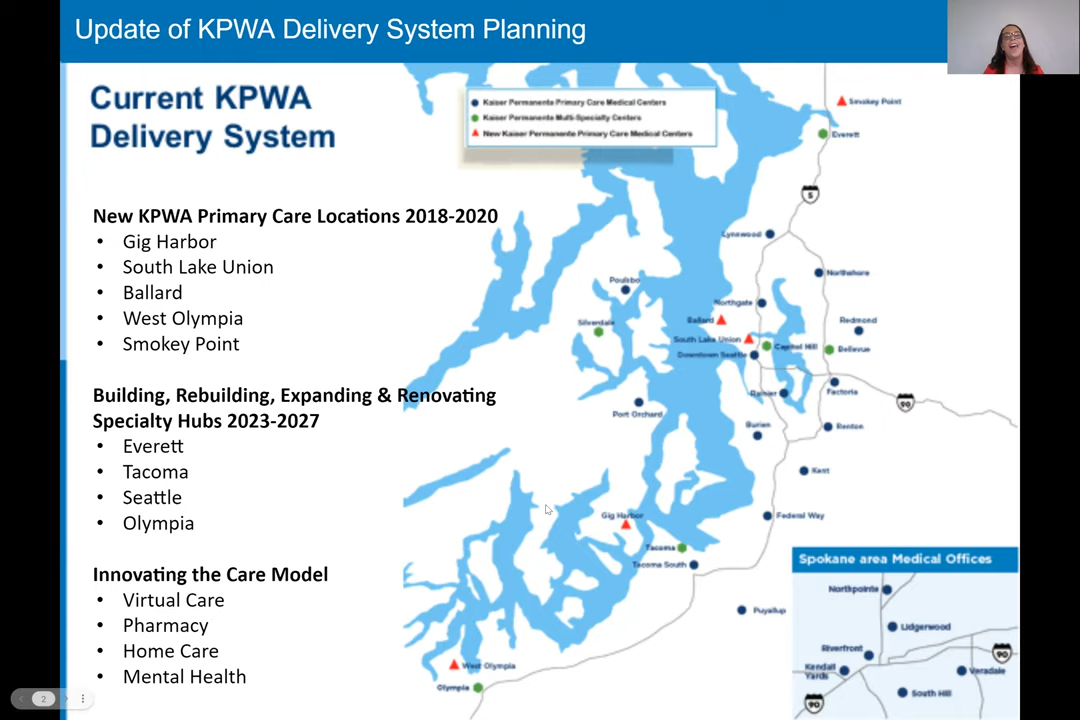 Update of KPWA Delivery System Planning
Current KPWA
Delivery System
New KPWA Primary Care Locations 2018-2020
• Gig Harbor
• South Lake Union
• Ballard
• West Olympia
• Smokey Point
Building, Rebuilding, Expanding & Renovating
Specialty Hubs 2023-2027
• Everett
• Tacoma
• Seattle
• Olympia
Innovating the Care Model
• Virtual Care
• Pharmacy
• Home Care
• Mental Health
2
Kaiser Permanente Primary Care Medical Centers
Kaiser Permanente Multi-Specialty Centers
New Kaiser Permanente Primary Care Medical Centers
Smokey Point
Everett
5
Lynnwood
Northshore
Poulsbo
Northgate
Ballard
Redmond
Silverdale
South Lake Union
Capitol Hill
Bellevue
Downtown Seattle
Rainier
Factoria
90
Port Orchard
Burien
Renton
Kent
Gig Harbor
Federal Way
Tacoma
Tacoma South
Puyallup
West Olympia
Olympia
Spokane area Medical Offices
Northpointe
Lidgerwood
Riverfront
90
Kendall
Yards
Veradale
South Hill
90